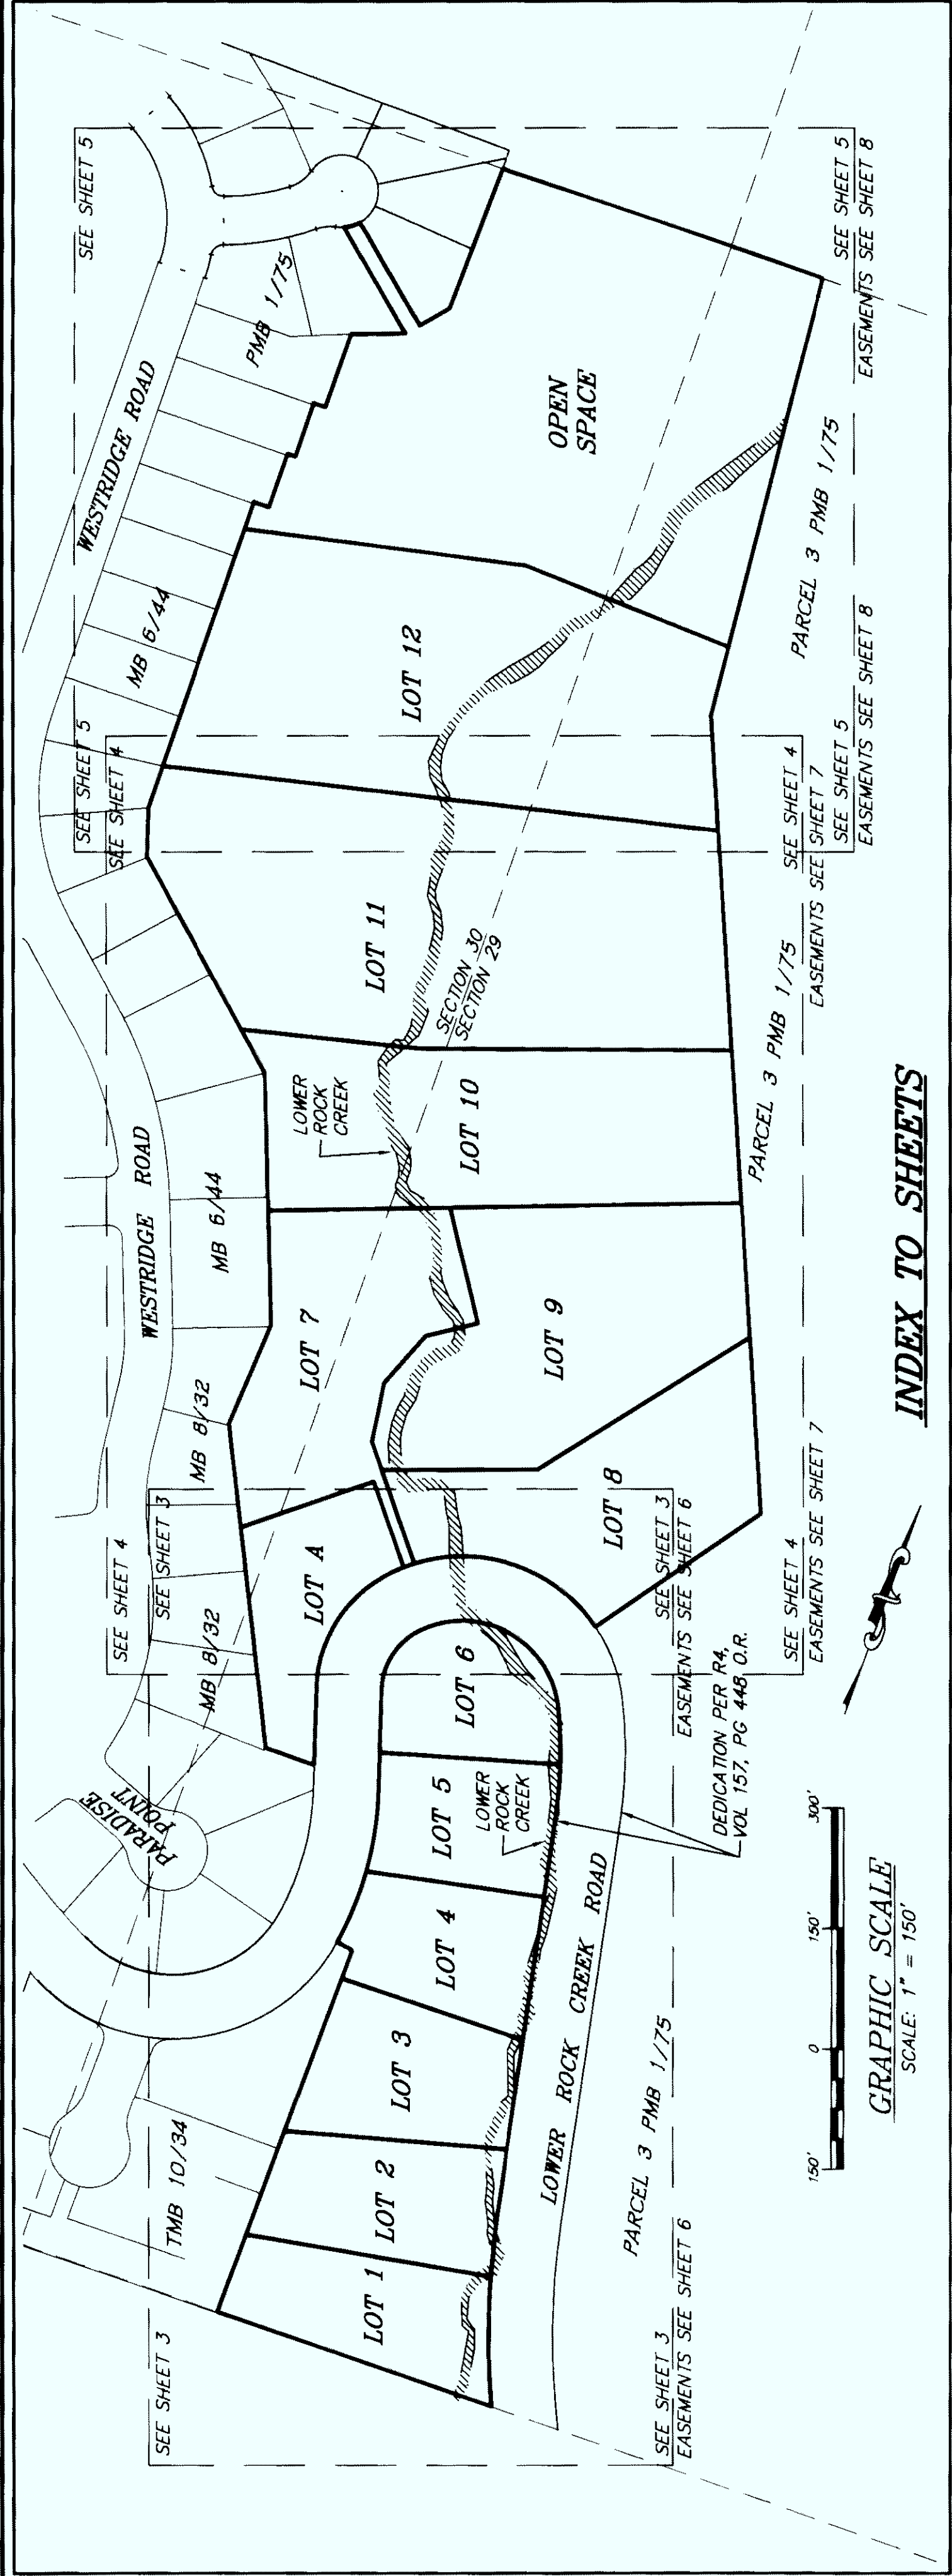 SEE SHEET 3
TMB 10/34
PARADISE
POINT
SEE SHEET 4
SEE SHEET 3
MB 8/32
MB 8/32
WESTRIDGE ROAD
MB 6/44
SEE SHEET 5
SEE SHEET 4
MB 6/44
WESTRIDGE ROAD
PMB 1/75
SEE SHEET 5
LOT 1
LOT 2
LOT 3
LOT 4
LOT 5
LOT 6
LOWER
ROCK
CREEK
LOT A
LOT 7
LOT 8
LOT 9
LOWER
ROCK
CREEK
LOT 10
SECTION 30
SECTION 29
LOT 11
LOT 12
OPEN
SPACE
LOWER ROCK CREEK ROAD
PARCEL 3 PMB 1/75
SEE SHEET 3
EASEMENTS SEE SHEET 6
DEDICATION PER R4,
VOL 157, PG 448 O.R.
SEE SHEET 3
EASEMENTS SEE SHEET 6
SEE SHEET 4
EASEMENTS SEE SHEET 7
PARCEL 3 PMB 1/75
SEE SHEET 4
EASEMENTS SEE SHEET 7
SEE SHEET 5
EASEMENTS SEE SHEET 8
PARCEL 3 PMB 1/75
SEE SHEET 5
EASEMENTS SEE SHEET 8
150'
0
150'
300'
GRAPHIC SCALE
SCALE: 1" = 150'
INDEX TO SHEETS